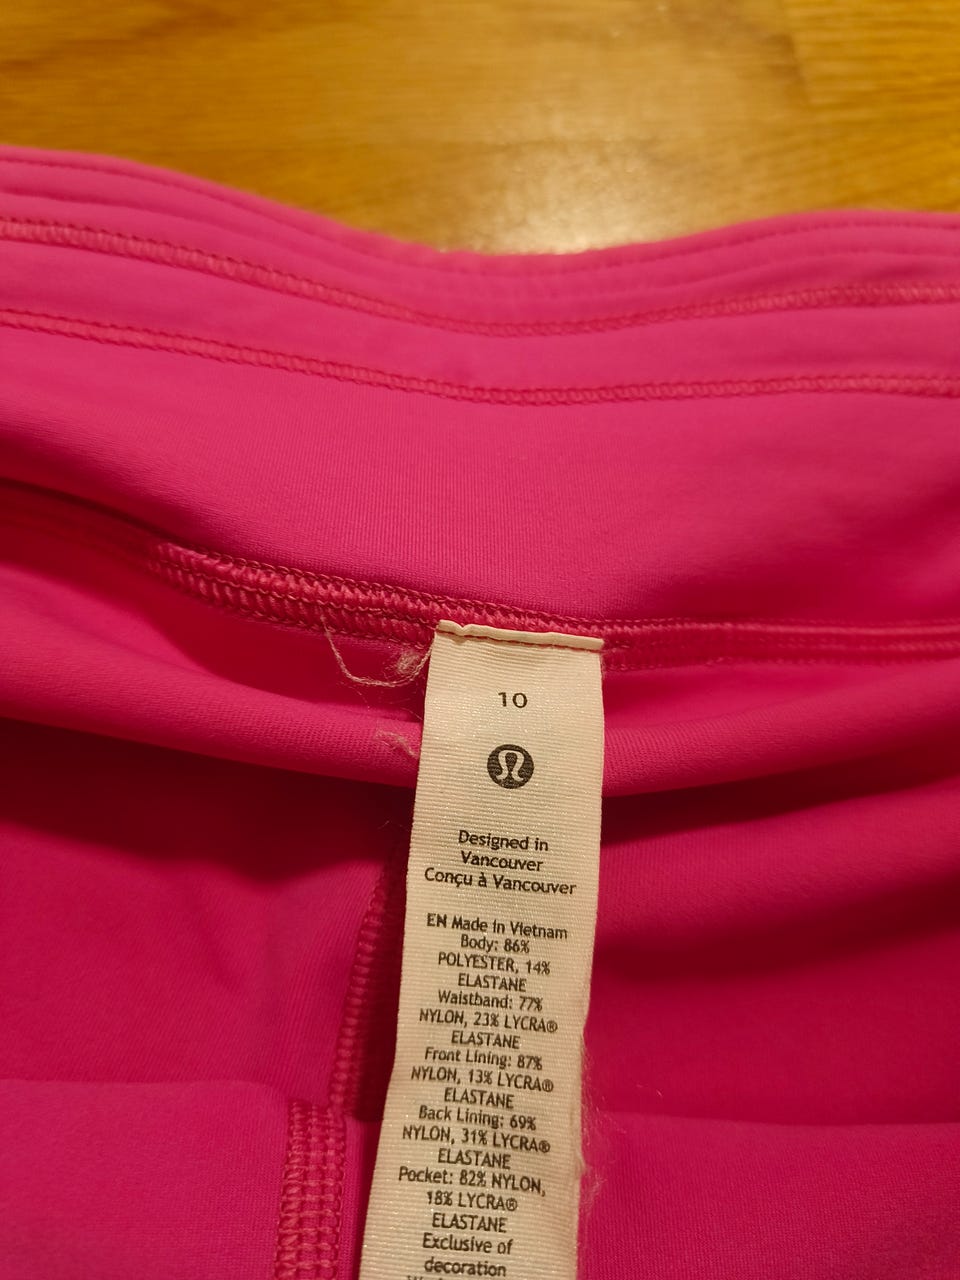 10
Designed in
Vancouver
Conçu à Vancouver
EN Made in Vietnam
Body: 86%
POLYESTER, 14%
ELASTANE
Waistband: 77%
NYLON, 23% LYCRA®
ELASTANE
Front Lining: 87%
NYLON, 13% LYCRA®
ELASTANE
Back Lining: 69%
NYLON, 31% LYCRA®
ELASTANE
Pocket: 82% NYLON,
18% LYCRA®
ELASTANE
Exclusive of
decoration